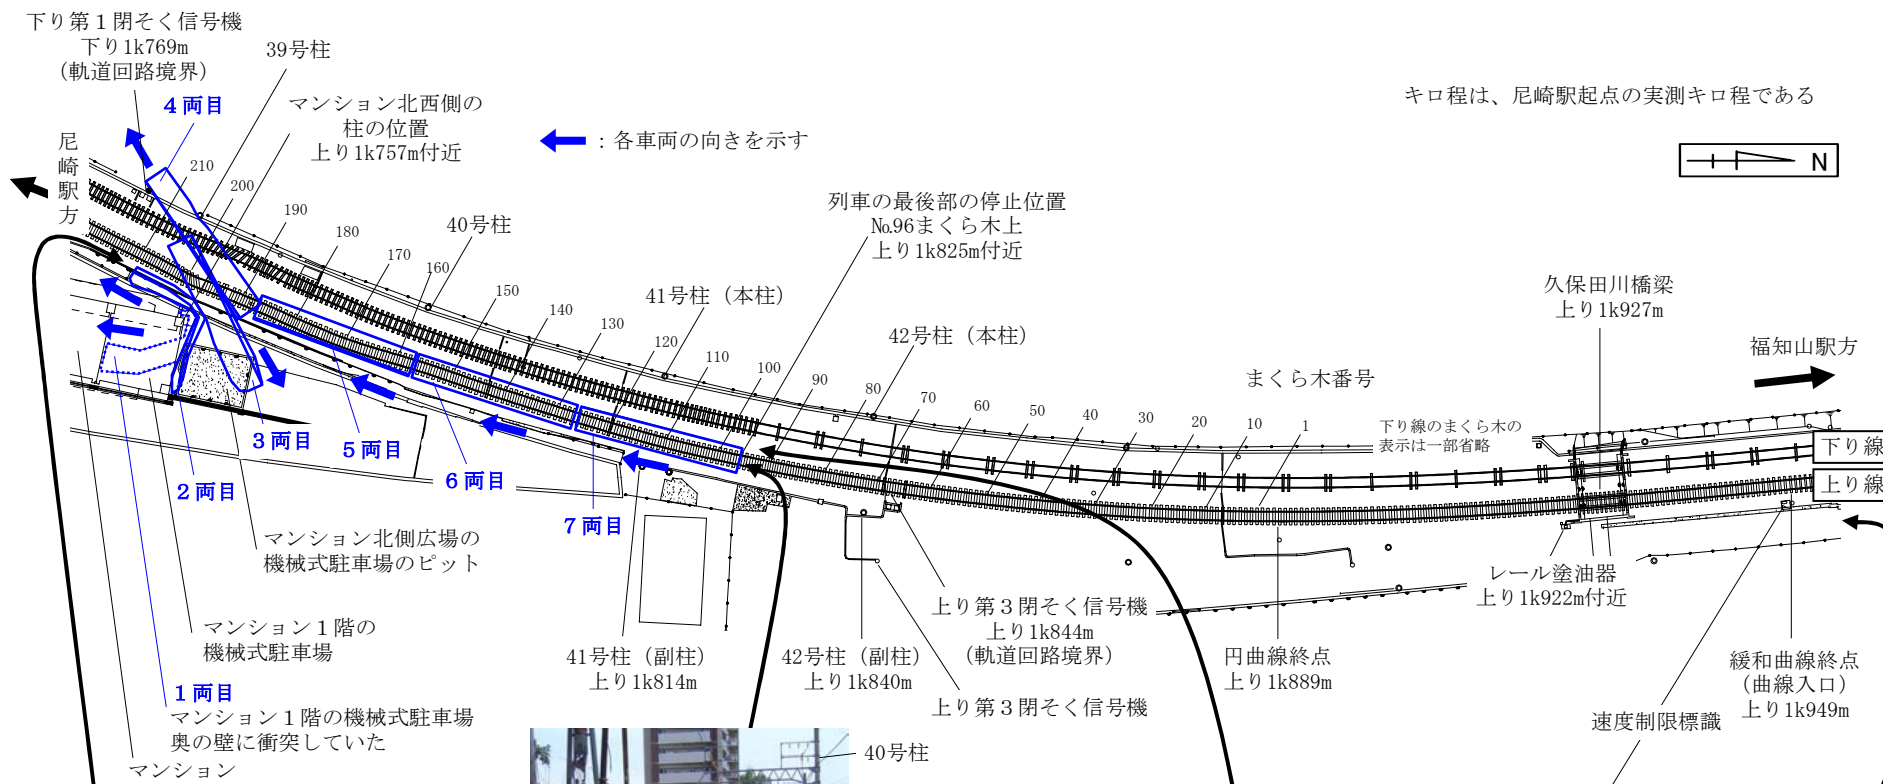 下り第１閉そく信号機
下り1k769m
（軌道回路境界）
39号柱
４両目
マンション北西側の
柱の位置
上り1k757m付近
：各車両の向きを示す
キロ程は、尼崎駅起点の実測キロ程である
N
尼崎駅方
210
200
190
180
170
160
150
140
130
120
110
100
90
80
70
60
50
40
30
20
10
1
40号柱
列車の最後部の停止位置
№96まくら木上
上り1k825m付近
41号柱（本柱）
42号柱（本柱）
まくら木番号
下り線のまくら木の
表示は一部省略
久保田川橋梁
上り1k927m
福知山駅方
下り線
上り線
３両目
５両目
６両目
２両目
７両目
マンション北側広場の
機械式駐車場のピット
マンション１階の
機械式駐車場
１両目
マンション１階の機械式駐車場
奥の壁に衝突していた
マンション
41号柱（副柱）
上り1k814m
42号柱（副柱）
上り1k840m
上り第３閉そく信号機
上り1k844m
（軌道回路境界）
上り第３閉そく信号機
円曲線終点
上り1k889m
レール塗油器
上り1k922m付近
速度制限標識
緩和曲線終点
（曲線入口）
上り1k949m
40号柱